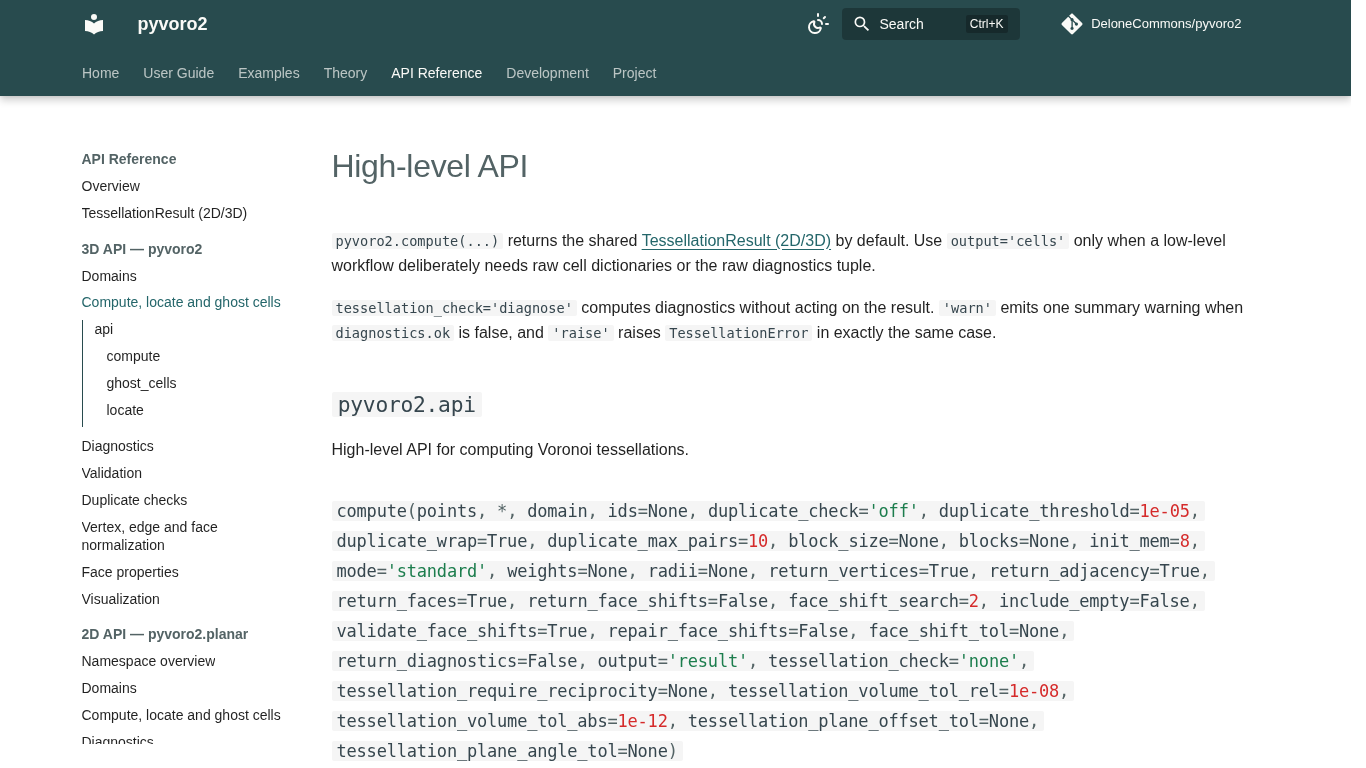 pyvoro2
Search
Ctrl+K
DeloneCommons/pyvoro2
Home
User Guide
Examples
Theory
API Reference
Development
Project
API Reference
Overview
TessellationResult (2D/3D)
3D API — pyvoro2
Domains
Compute, locate and ghost cells
api
compute
ghost_cells
locate
Diagnostics
Validation
Duplicate checks
Vertex, edge and face
normalization
Face properties
Visualization
2D API — pyvoro2.planar
Namespace overview
Domains
Compute, locate and ghost cells
Diagnostics
High-level API
pyvoro2.compute(...) returns the shared TessellationResult (2D/3D) by default. Use output='cells' only when a low-level
workflow deliberately needs raw cell dictionaries or the raw diagnostics tuple.
tessellation_check='diagnose' computes diagnostics without acting on the result. 'warn' emits one summary warning when
diagnostics.ok is false, and 'raise' raises TessellationError in exactly the same case.
pyvoro2.api
High-level API for computing Voronoi tessellations.
compute(points, *, domain, ids=None, duplicate_check='off', duplicate_threshold=1e-05,
duplicate_wrap=True, duplicate_max_pairs=10, block_size=None, blocks=None, init_mem=8,
mode='standard', weights=None, radii=None, return_vertices=True, return_adjacency=True,
return_faces=True, return_face_shifts=False, face_shift_search=2, include_empty=False,
validate_face_shifts=True, repair_face_shifts=False, face_shift_tol=None,
return_diagnostics=False, output='result', tessellation_check='none',
tessellation_require_reciprocity=None, tessellation_volume_tol_rel=1e-08,
tessellation_volume_tol_abs=1e-12, tessellation_plane_offset_tol=None,
tessellation_plane_angle_tol=None)